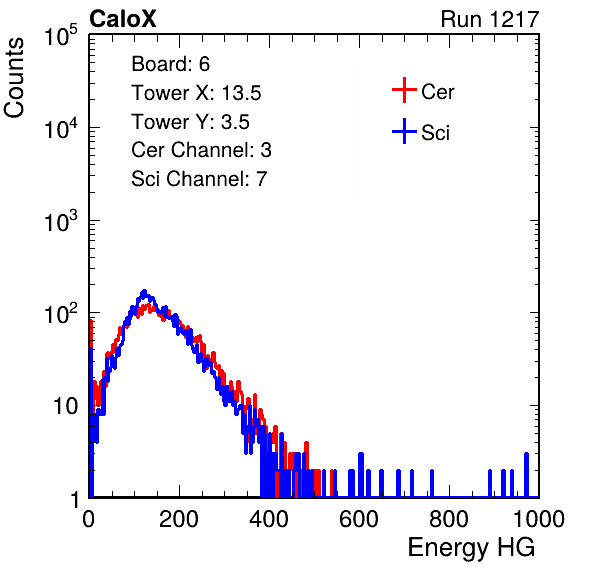 CaloX Run 1217
Counts
10^5
10^4
10^3
10^2
10
1
Board: 6
Tower X: 13.5
Tower Y: 3.5
Cer Channel: 3
Sci Channel: 7
Cer
Sci
0 200 400 600 800 1000
Energy HG